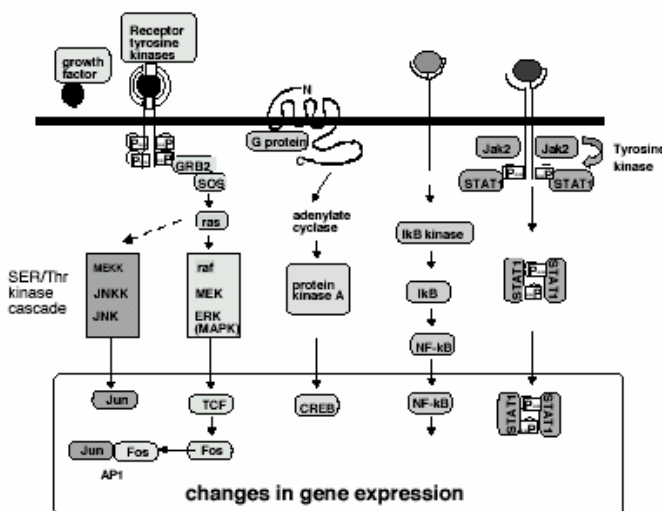 Receptor
tyrosine
kinases
growth
factor
N
G protein
C
P P
P P
GRB2
SOS
Jak2
Jak2
Tyrosine
kinase
STAT1
P
P
STAT1
ras
adenylate
cyclase
IkB kinase
SER/Thr
kinase
cascade
MEKK
JNKK
JNK
raf
MEK
ERK
(MAPK)
protein
kinase A
IkB
STAT1
P
P
STAT1
NF-kB
Jun
TCF
CREB
NF-kB
STAT1
P
P
STAT1
Jun
Fos
Fos
AP1
changes in gene expression